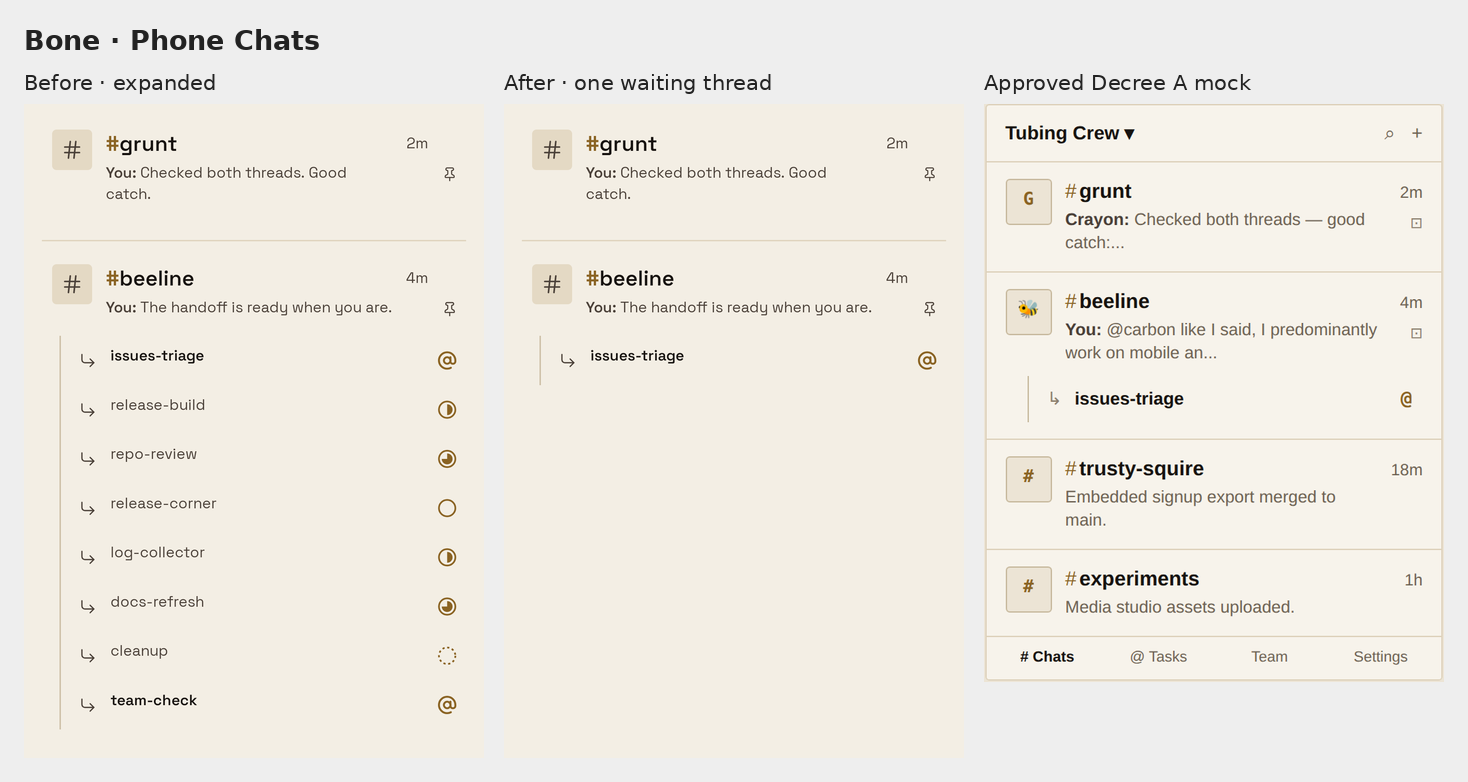 Bone · Phone Chats
Before · expanded
#
#grunt
2m
You: Checked both threads. Good
catch.
#
#beeline
4m
You: The handoff is ready when you are.
issues-triage
@
release-build
repo-review
release-corner
log-collector
docs-refresh
cleanup
team-check
@
After · one waiting thread
#
#grunt
2m
You: Checked both threads. Good
catch.
#
#beeline
4m
You: The handoff is ready when you are.
issues-triage
@
Approved Decree A mock
Tubing Crew ▾
+
G
#grunt
2m
Crayon: Checked both threads — good
catch:...
#beeline
4m
You: @carbon like I said, I predominantly
work on mobile an...
↳ issues-triage
@
#
#trusty-squire
18m
Embedded signup export merged to
main.
#
#experiments
1h
Media studio assets uploaded.
# Chats
@ Tasks
Team
Settings